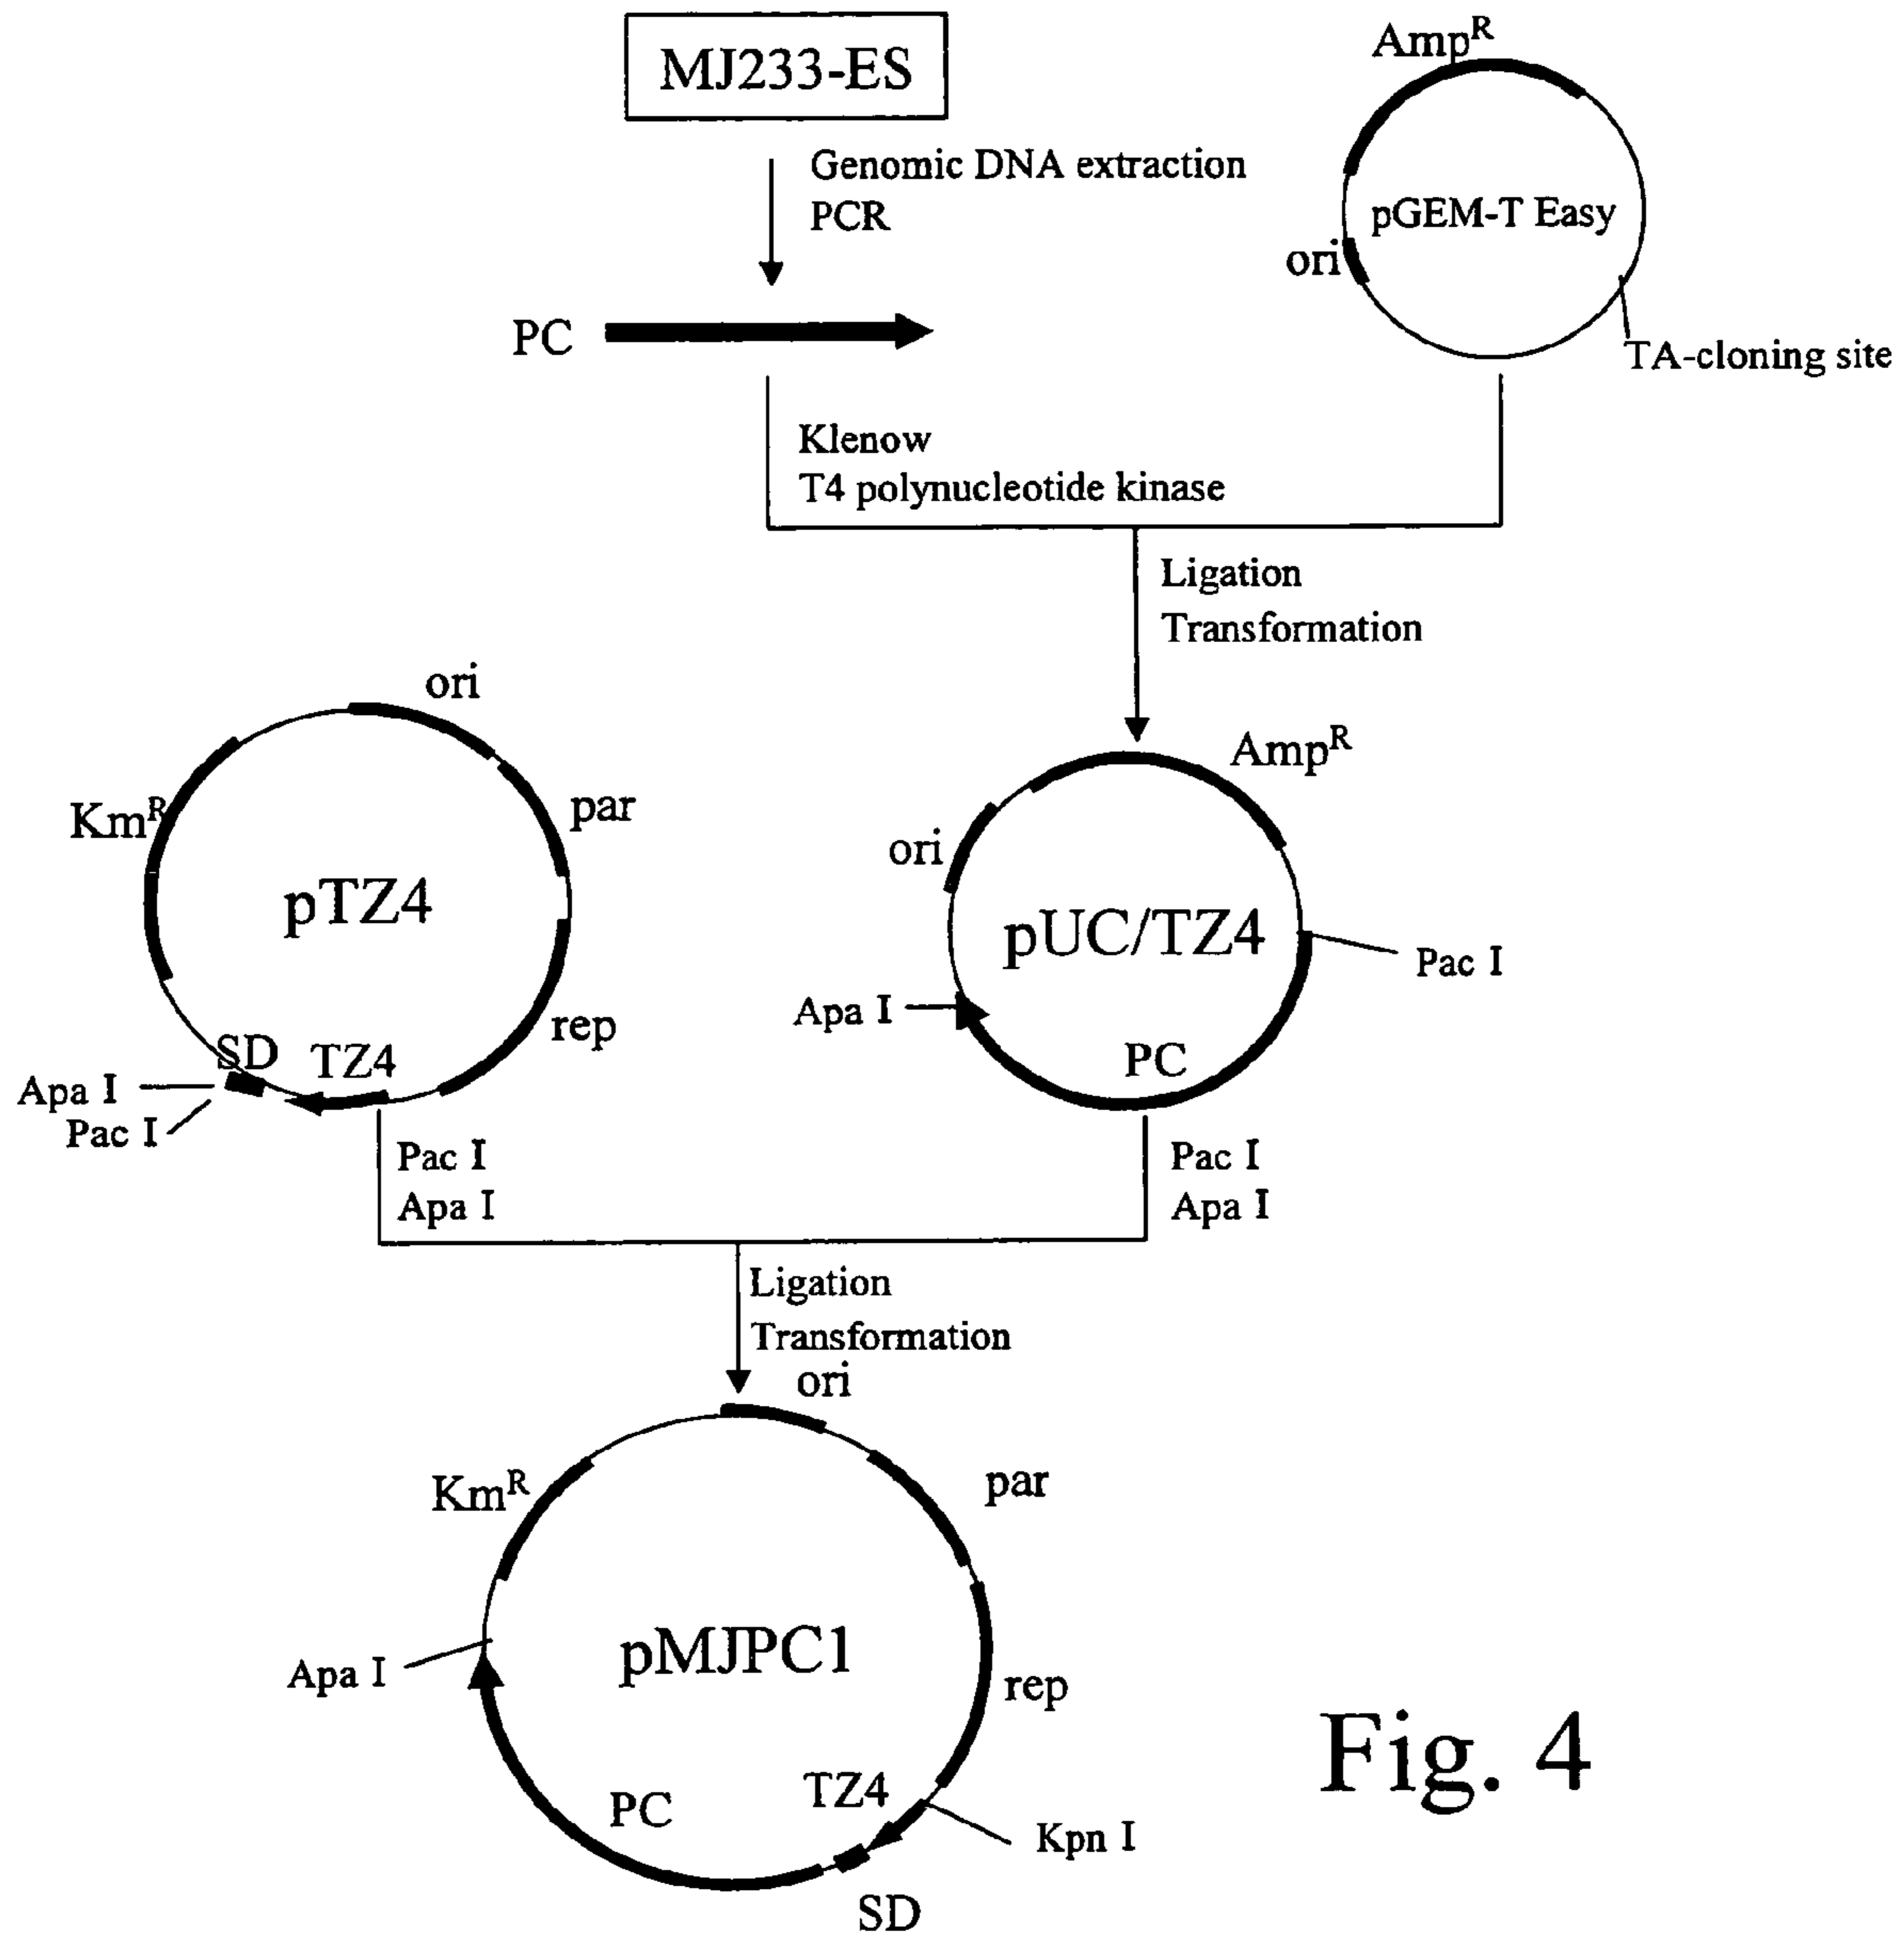 MJ233-ES
Amp^R
Genomic DNA extraction
PCR
pGEM-T Easy
ori
PC
TA-cloning site
Klenow
T4 polynucleotide kinase
Ligation
Transformation
ori
Km^R
par
pTZ4
rep
SD
TZ4
Apa I
Pac I
Amp^R
ori
pUC/TZ4
Pac I
Apa I
PC
Pac I
Apa I
Pac I
Apa I
Ligation
Transformation
ori
Km^R
par
pMJPC1
Apa I
rep
TZ4
PC
Kpn I
SD
Fig. 4